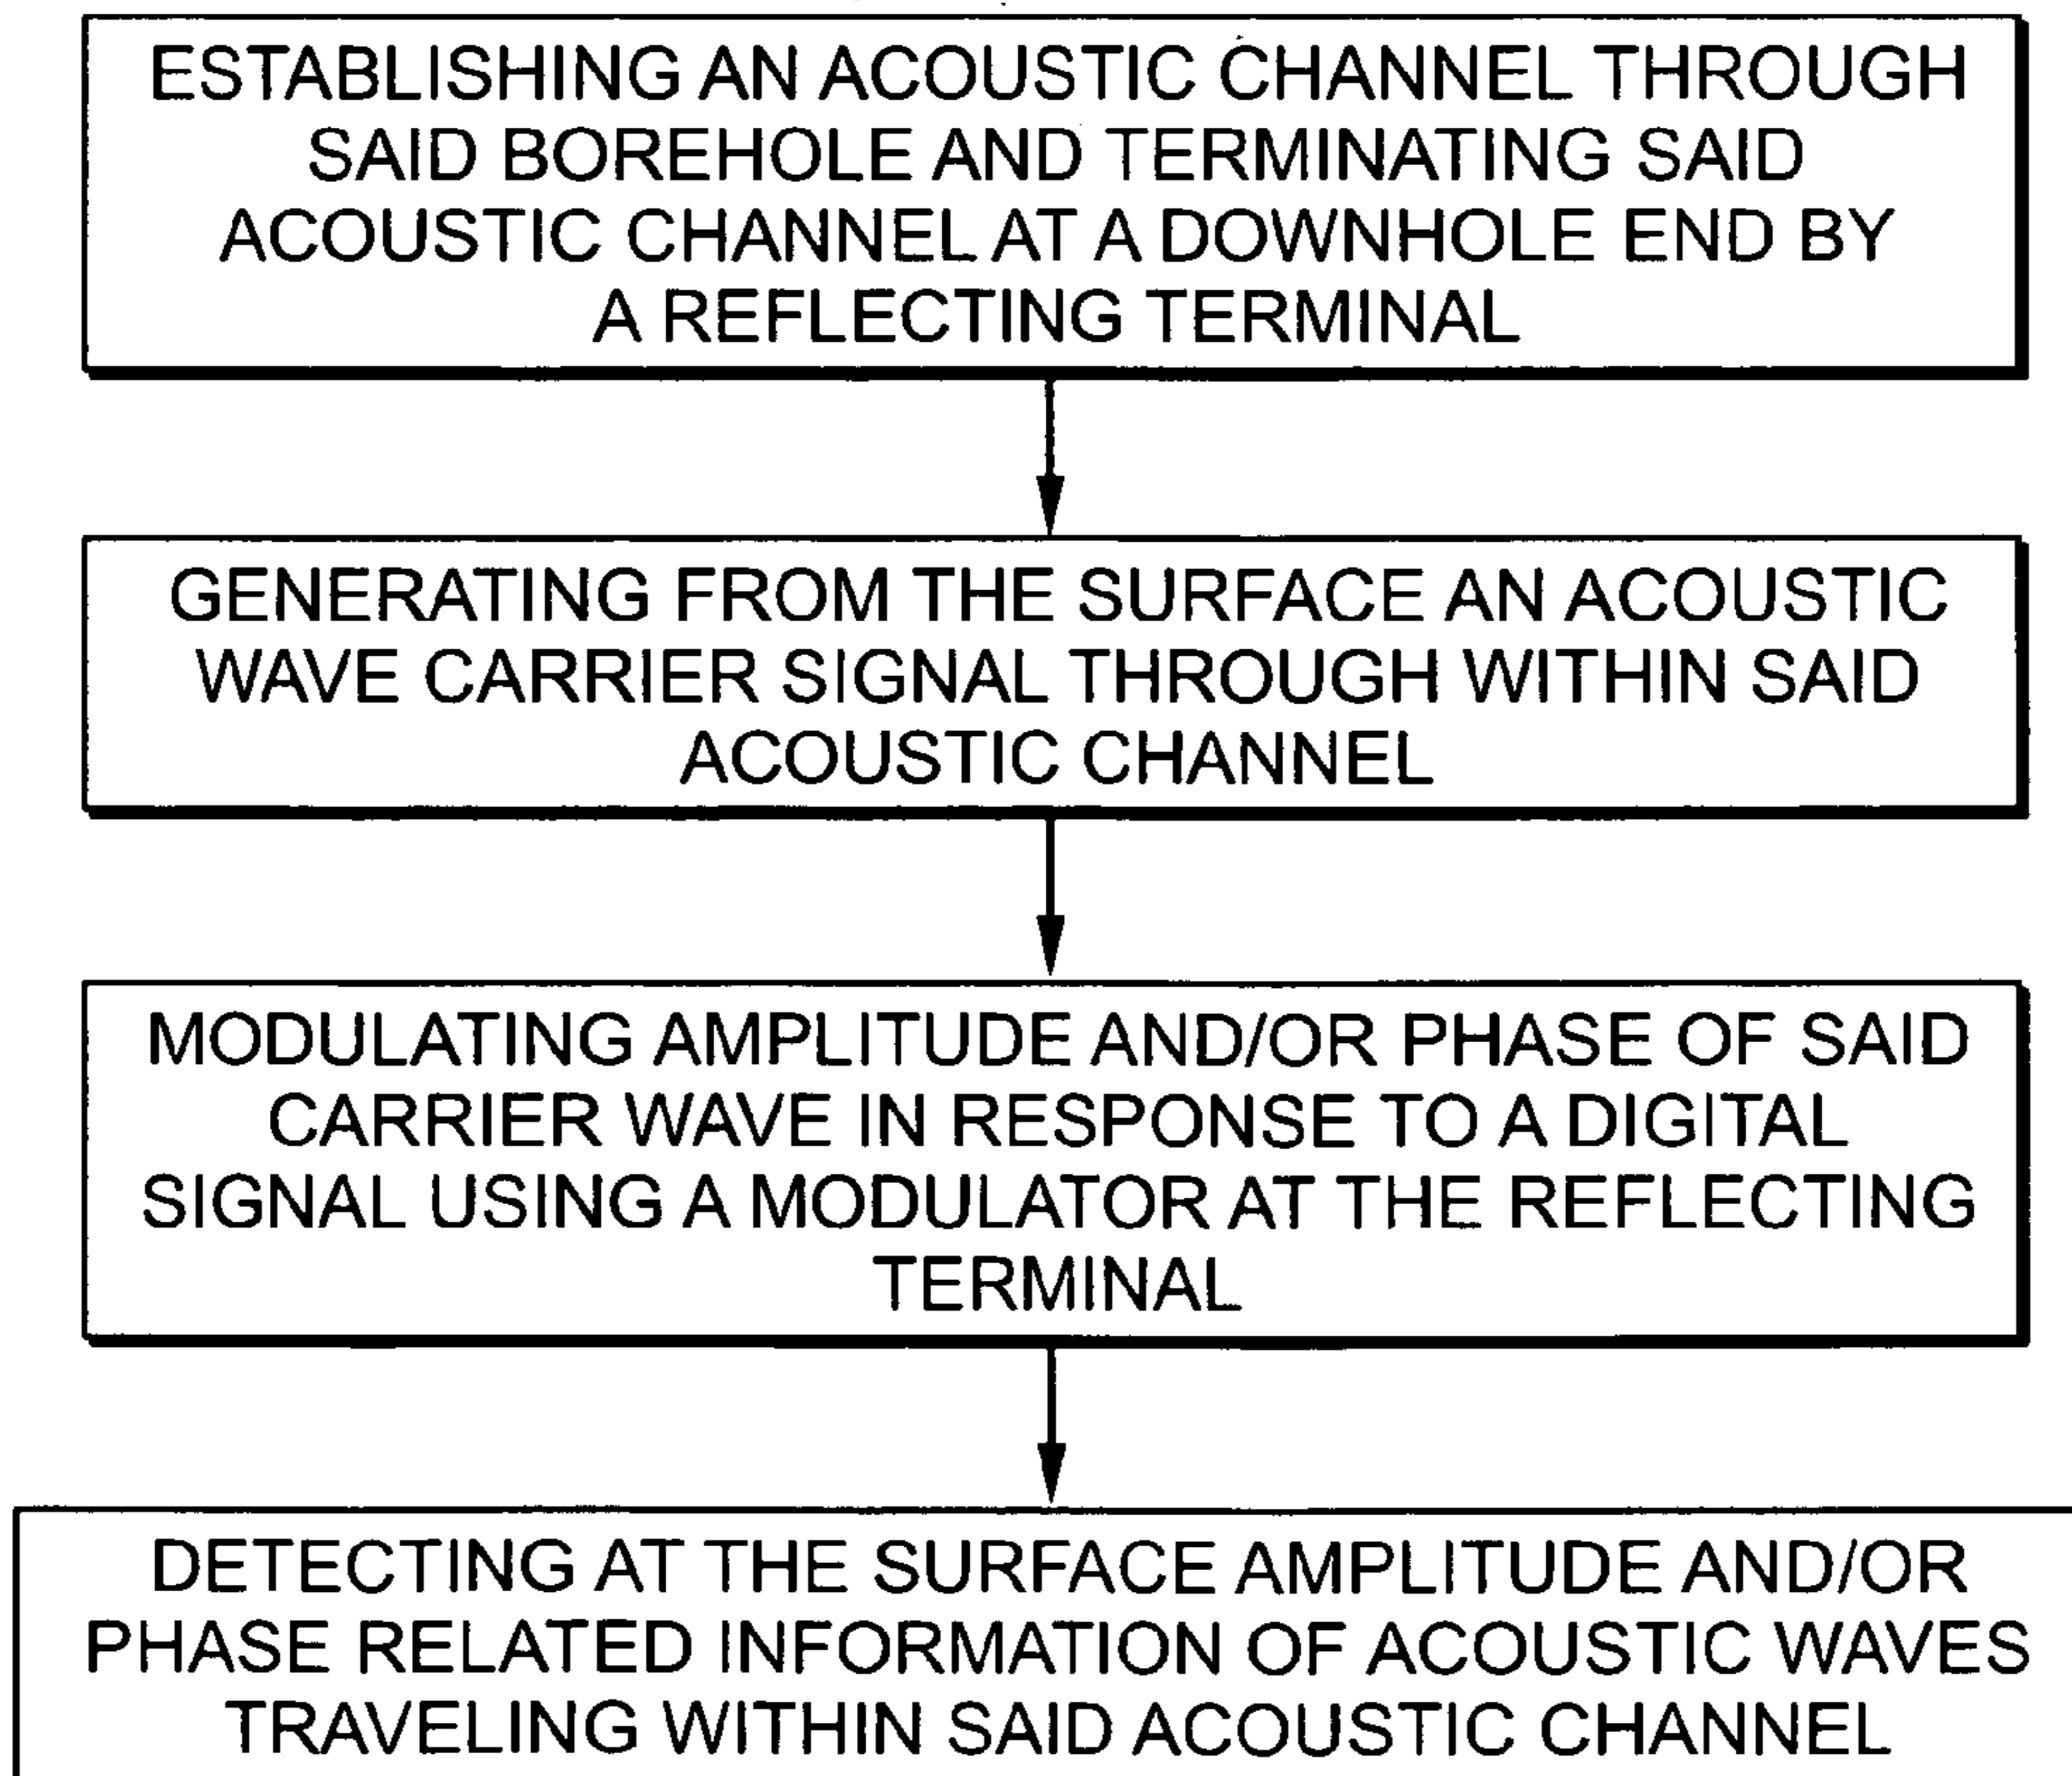 ESTABLISHING AN ACOUSTIC CHANNEL THROUGH
SAID BOREHOLE AND TERMINATING SAID
ACOUSTIC CHANNEL AT A DOWNHOLE END BY
A REFLECTING TERMINAL
GENERATING FROM THE SURFACE AN ACOUSTIC
WAVE CARRIER SIGNAL THROUGH WITHIN SAID
ACOUSTIC CHANNEL
MODULATING AMPLITUDE AND/OR PHASE OF SAID
CARRIER WAVE IN RESPONSE TO A DIGITAL
SIGNAL USING A MODULATOR AT THE REFLECTING
TERMINAL
DETECTING AT THE SURFACE AMPLITUDE AND/OR
PHASE RELATED INFORMATION OF ACOUSTIC WAVES
TRAVELING WITHIN SAID ACOUSTIC CHANNEL